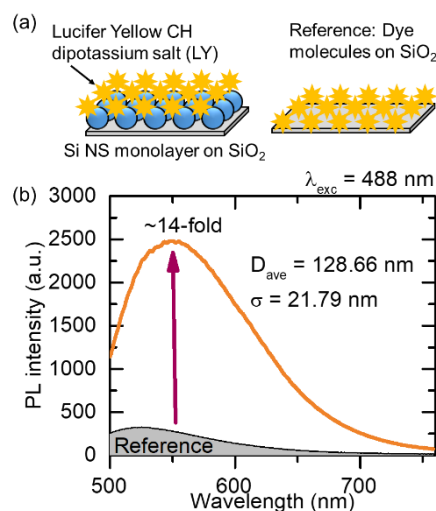 (a)
Lucifer Yellow CH
dipotassium salt (LY)
Reference: Dye
molecules on SiO₂
Si NS monolayer on SiO₂
(b)
λexc = 488 nm
3000
2500
2000
1500
1000
500
0
PL intensity (a.u.)
~14-fold
Dave = 128.66 nm
σ = 21.79 nm
Reference
500
600
700
Wavelength (nm)